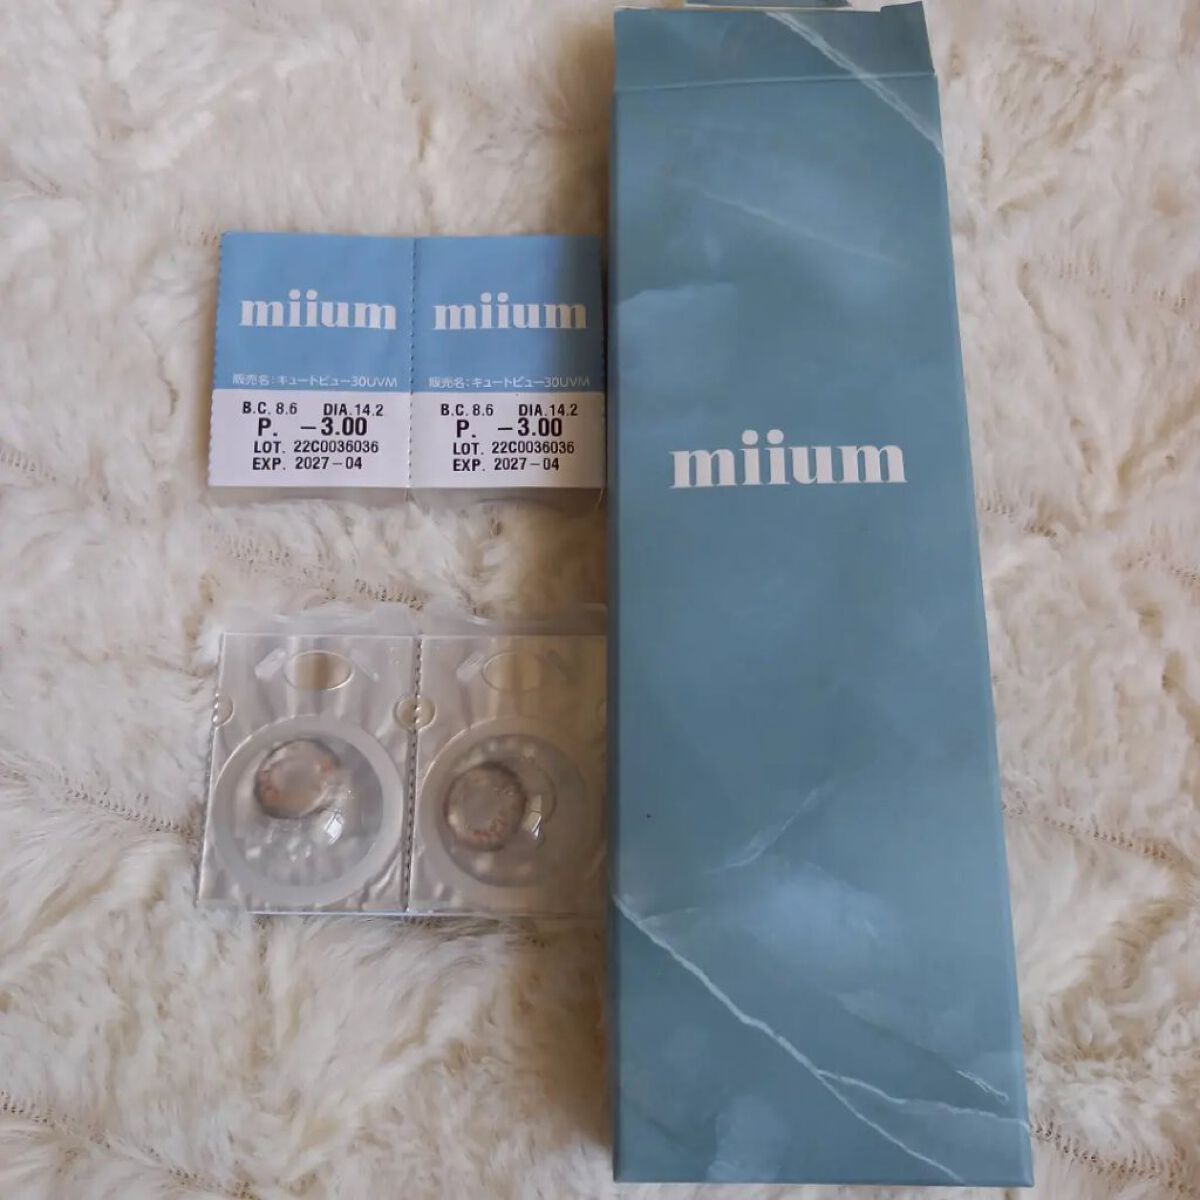 miium
販売名:キュートビュー30UVM
B.C. 8.6 DIA.14.2
P. -3.00
LOT. 22C0036036
EXP. 2027-04
miium
販売名:キュートビュー30UVM
B.C. 8.6 DIA.14.2
P. -3.00
LOT. 22C0036036
EXP. 2027-04
miium